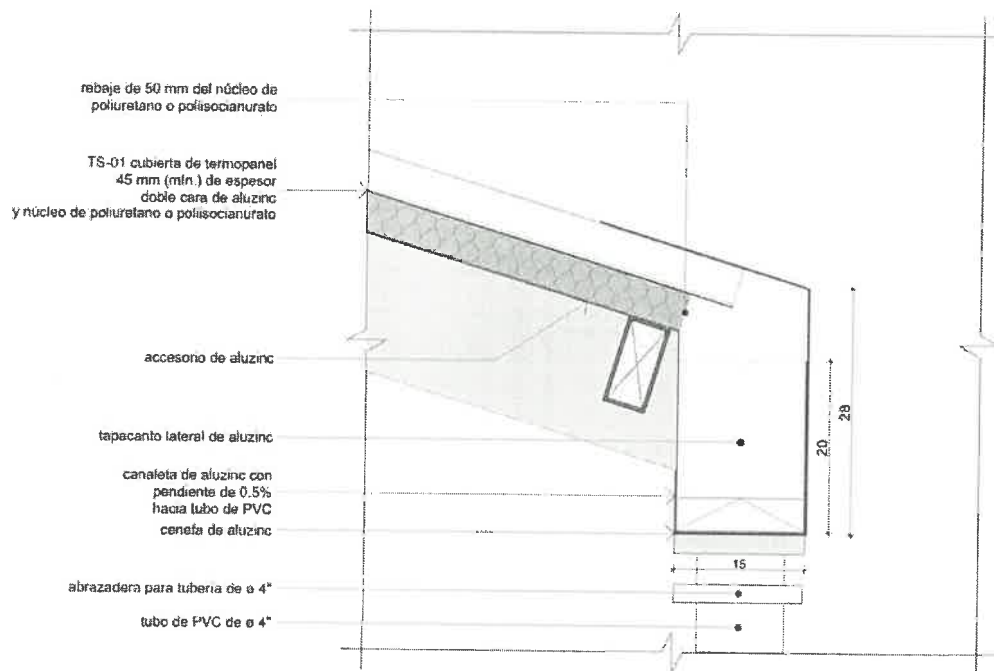 rebaje de 50 mm del núcleo de
poliuretano o poliisocianurato
TS-01 cubierta de termopanel
45 mm (mín.) de espesor
doble cara de aluzinc
y núcleo de poliuretano o poliisocianurato
accesorio de aluzinc
tapacanto lateral de aluzinc
canaleta de aluzinc con
pendiente de 0.5%
hacia tubo de PVC
cenefa de aluzinc
abrazadera para tubería de ø 4"
tubo de PVC de ø 4"
20
28
15